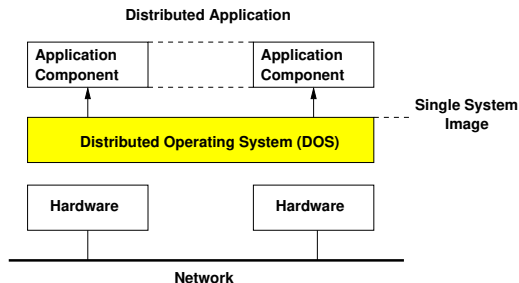 Distributed Application
Application
Component
Application
Component
Single System
Image
Distributed Operating System (DOS)
Hardware
Hardware
Network